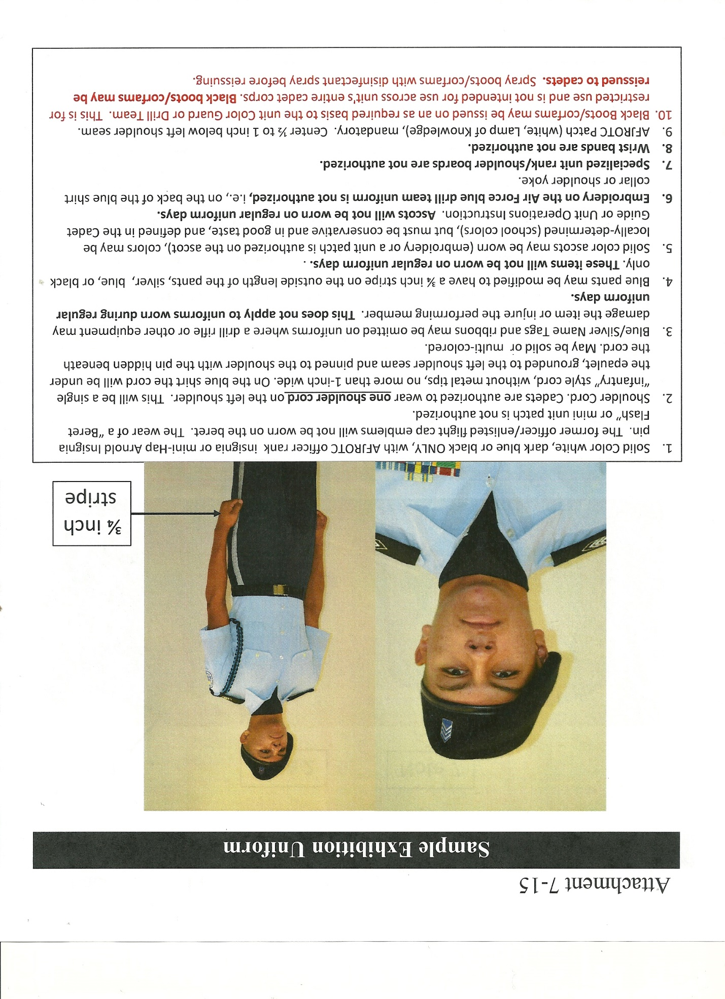 Attachment 7-15
Sample Exhibition Uniform
¾ inch
stripe
1. Solid Color white, dark blue or black ONLY, with AFJROTC officer rank insignia or mini-Hap Arnold Insignia
pin. The former officer/enlisted flight cap emblems will not be worn on the beret. The wear of a "Beret
Flash" or mini unit patch is not authorized.
2. Shoulder Cord. Cadets are authorized to wear one shoulder cord on the left shoulder. This will be a single
"infantry" style cord, without metal tips, no more than 1-inch wide. On the blue shirt the cord will be under
the epaulet, grounded to the left shoulder seam and pinned to the shoulder with the pin hidden beneath
the cord. May be solid or multi-colored.
3. Blue/Silver Name Tags and ribbons may be omitted on uniforms where a drill rifle or other equipment may
damage the item or injure the performing member. This does not apply to uniforms worn during regular
uniform days.
4. Blue pants may be modified to have a ¾ inch stripe on the outside length of the pants, silver, blue, or black
only. These items will not be worn on regular uniform days. .
5. Solid color ascots may be worn (embroidery or a unit patch is authorized on the ascot), colors may be
locally-determined (school colors), but must be conservative and in good taste, and defined in the Cadet
Guide or Unit Operations Instruction. Ascots will not be worn on regular uniform days.
6. Embroidery on the Air Force blue drill team uniform is not authorized, i.e., on the back of the blue shirt
collar or shoulder yoke.
7. Specialized unit rank/shoulder boards are not authorized.
8. Wrist bands are not authorized.
9. AFJROTC Patch (white, Lamp of Knowledge), mandatory. Center ½ to 1 inch below left shoulder seam.
10. Black Boots/corfams may be issued on an as required basis to the unit Color Guard or Drill Team. This is for
restricted use and is not intended for use across unit's entire cadet corps. Black boots/corfams may be
reissued to cadets. Spray boots/corfams with disinfectant spray before reissuing.